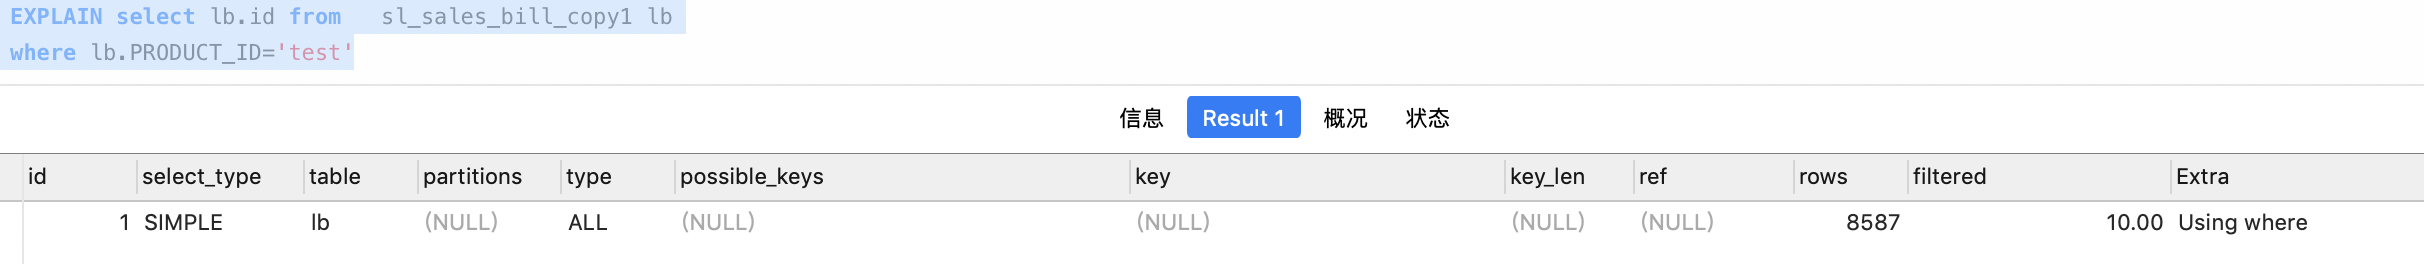 EXPLAIN select lb.id from   sl_sales_bill_copy1 lb
where lb.PRODUCT_ID='test'
信息 Result 1 概况 状态
id select_type table partitions type possible_keys key key_len ref rows filtered Extra
1 SIMPLE lb (NULL) ALL (NULL) (NULL) (NULL) (NULL) 8587 10.00 Using where